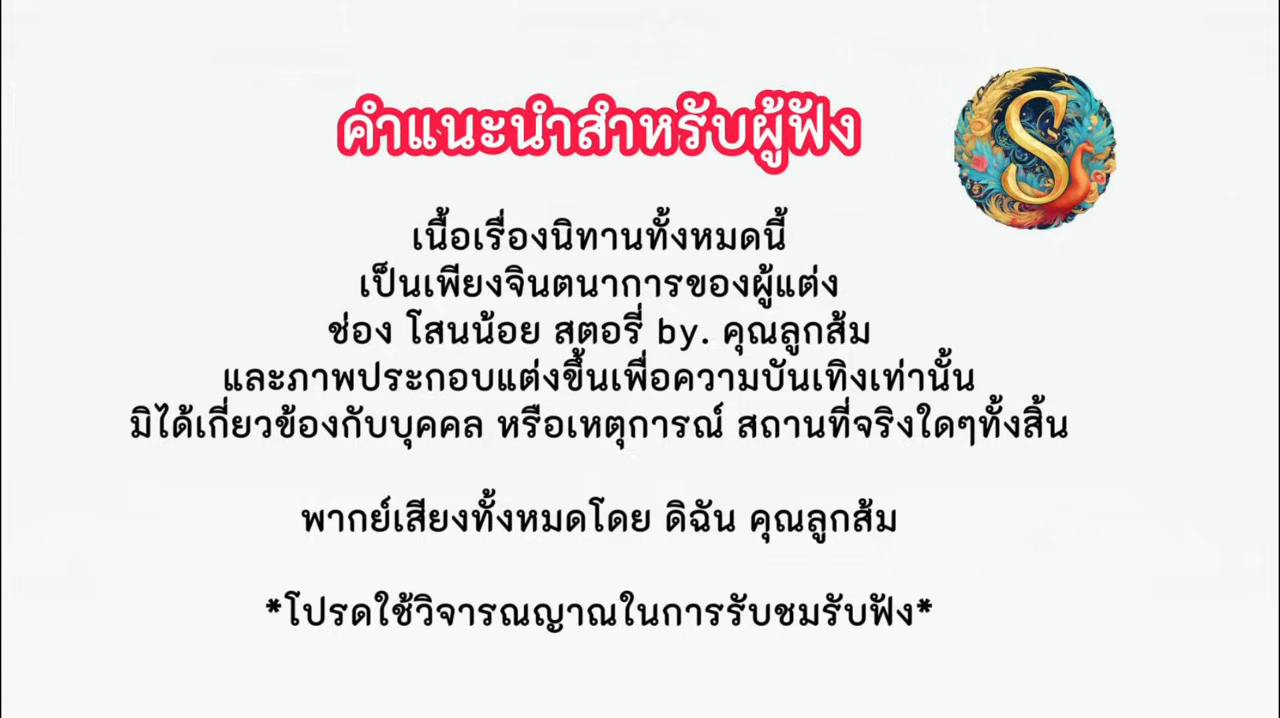 คำแนะนำสำหรับผู้ฟัง
S
เนื้อเรื่องนิทานทั้งหมดนี้
เป็นเพียงจินตนาการของผู้แต่ง
ช่อง โสนน้อย สตอรี่ by. คุณลูกส้ม
และภาพประกอบแต่งขึ้นเพื่อความบันเทิงเท่านั้น
มิได้เกี่ยวข้องกับบุคคล หรือเหตุการณ์ สถานที่จริงใดๆทั้งสิ้น
พากย์เสียงทั้งหมดโดย ดิฉัน คุณลูกส้ม
*โปรดใช้วิจารณญาณในการรับชมรับฟัง*